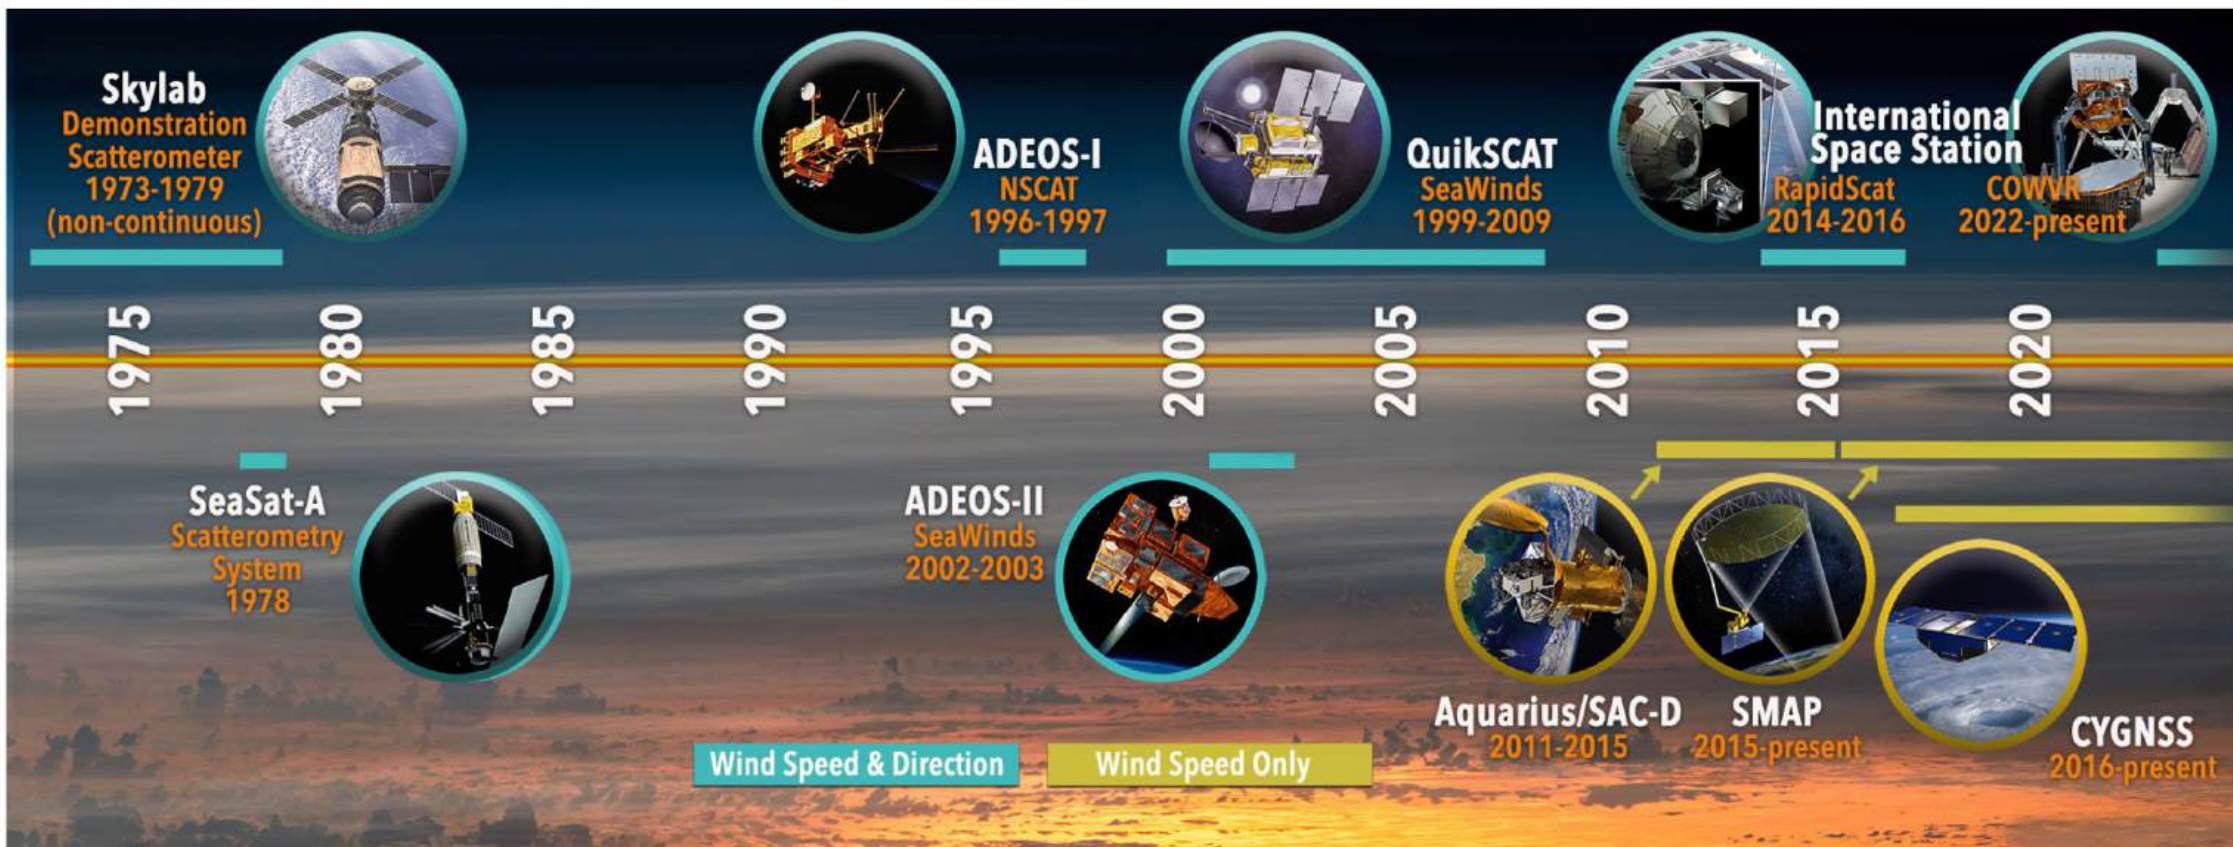 Skylab
Demonstration
Scatterometer
1973-1979
(non-continuous)
ADEOS-I
NSCAT
1996-1997
QuikSCAT
SeaWinds
1999-2009
International
Space Station
RapidScat
2014-2016
COWVR
2022-present
1975
1980
1985
1990
1995
2000
2005
2010
2015
2020
SeaSat-A
Scatterometry
System
1978
ADEOS-II
SeaWinds
2002-2003
Aquarius/SAC-D
2011-2015
SMAP
2015-present
CYGNSS
2016-present
Wind Speed & Direction
Wind Speed Only